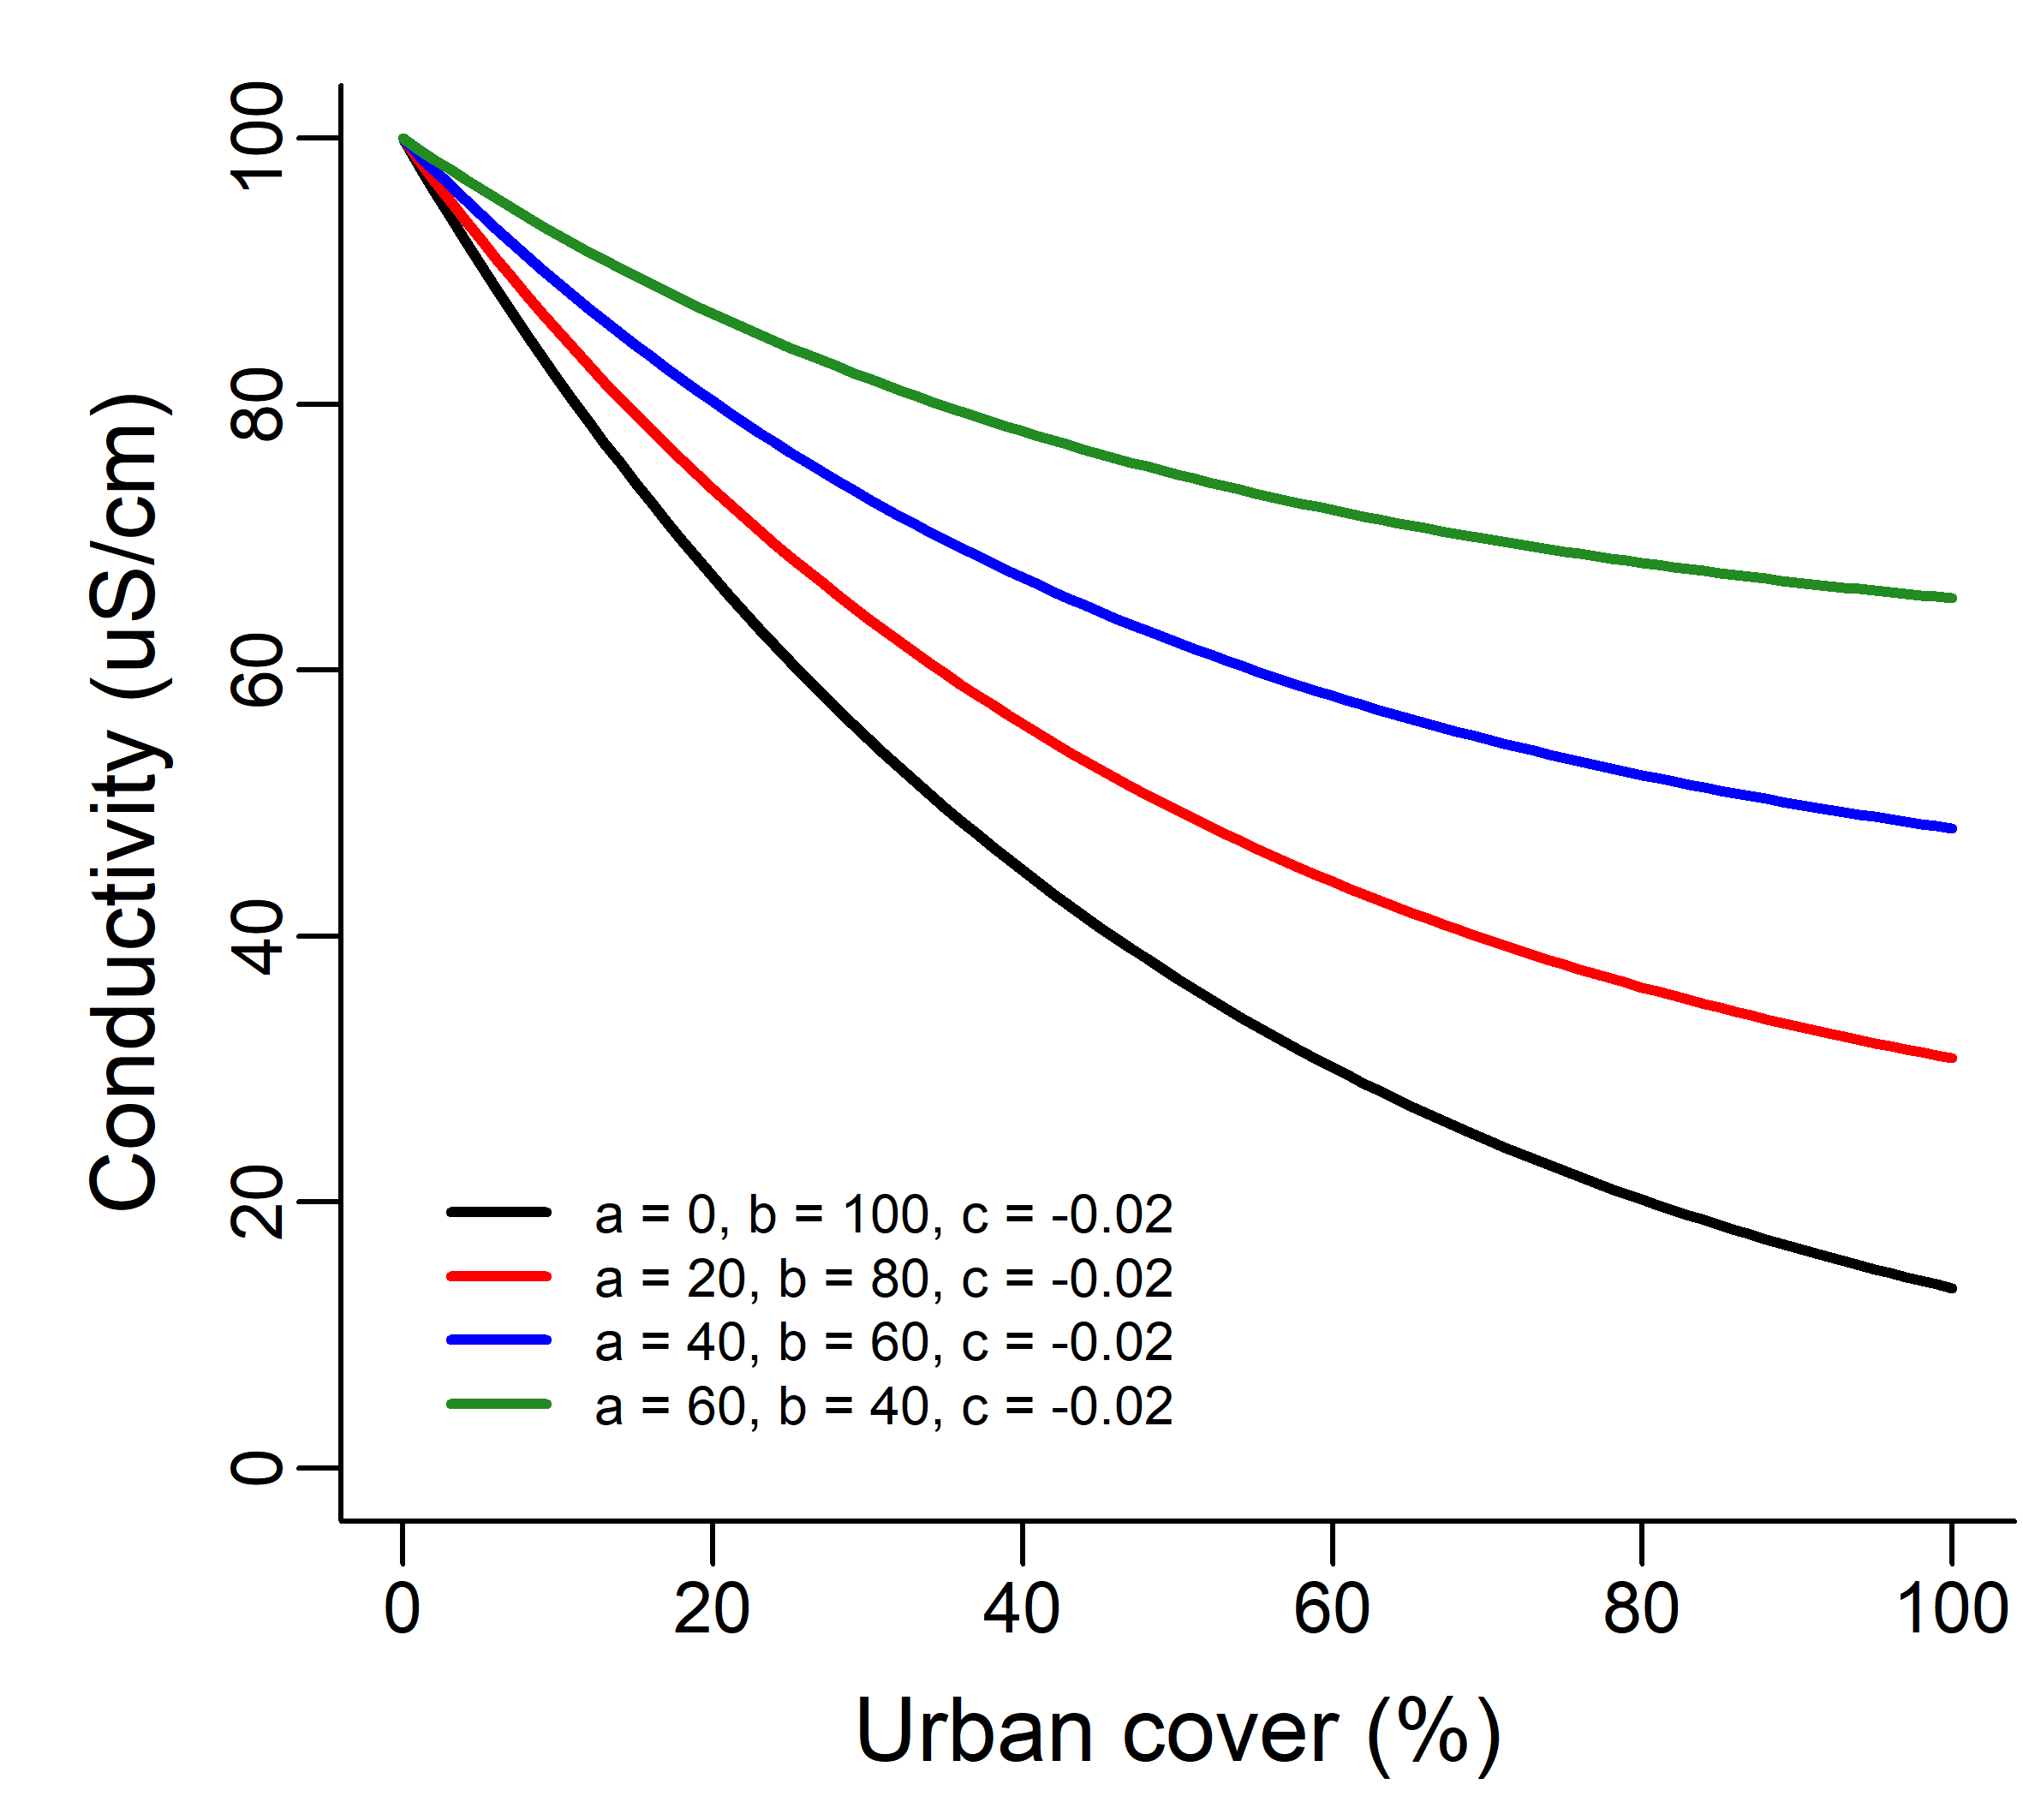 Conductivity (uS/cm)
100
80
60
40
20
0
a = 0, b = 100, c = -0.02
a = 20, b = 80, c = -0.02
a = 40, b = 60, c = -0.02
a = 60, b = 40, c = -0.02
0 20 40 60 80 100
Urban cover (%)